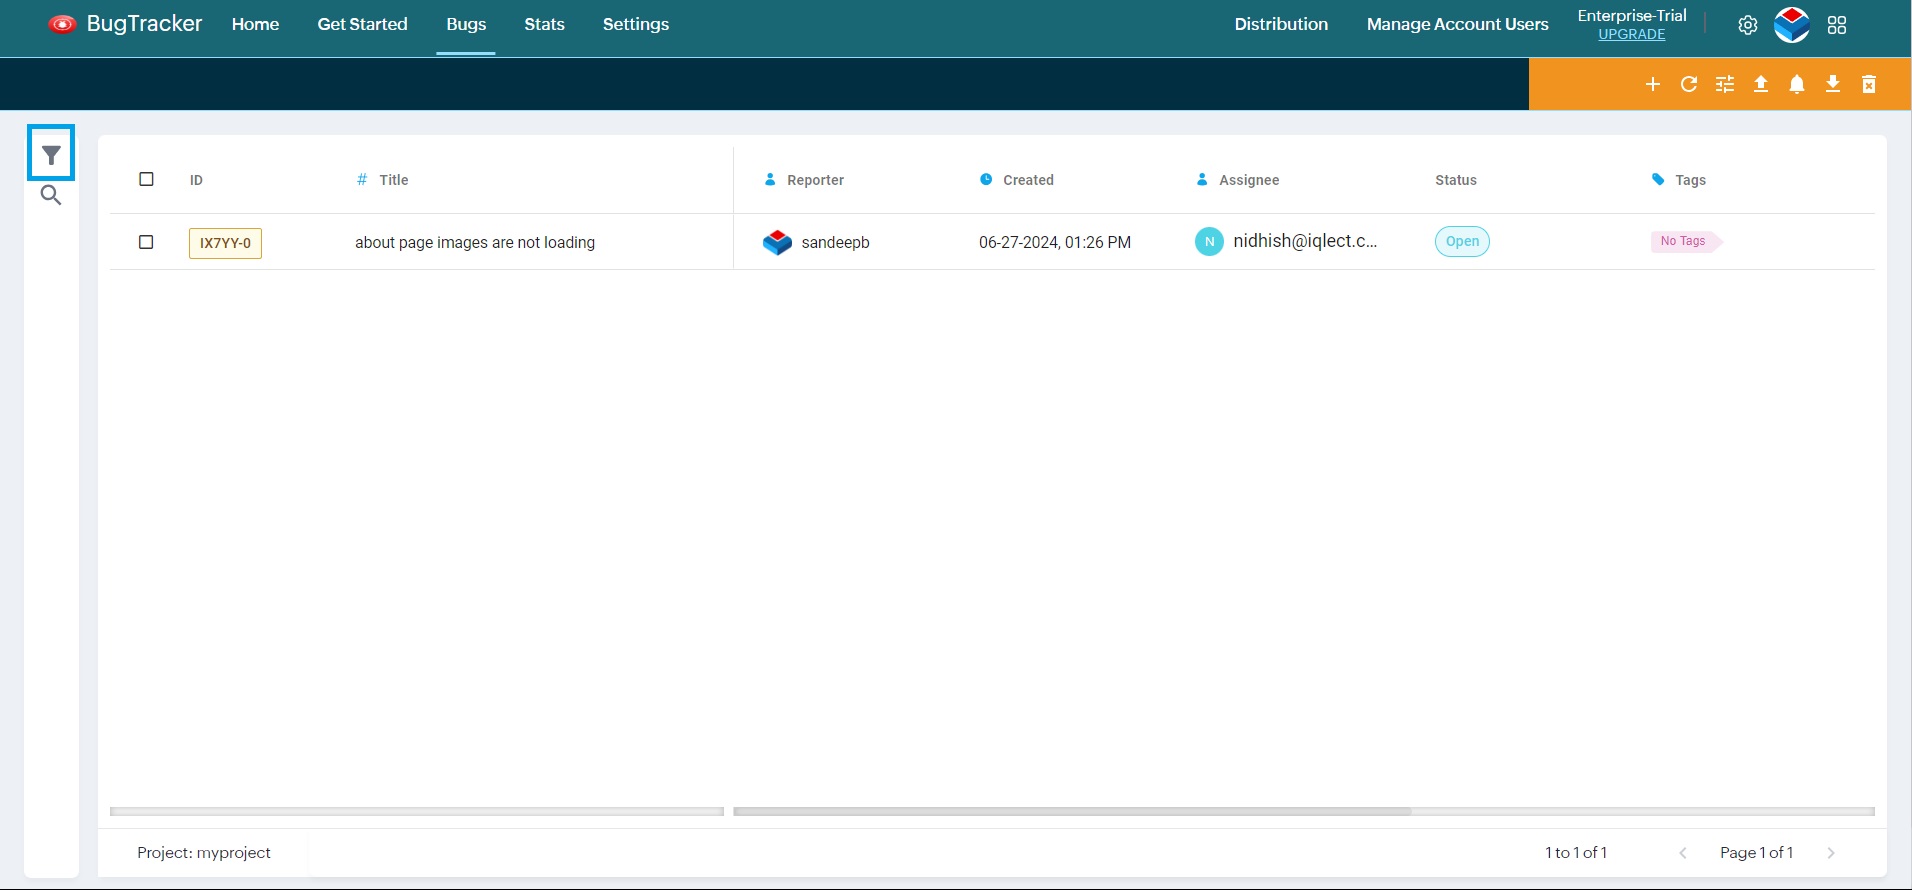 BugTracker Home Get Started Bugs Stats Settings Distribution Manage Account Users Enterprise-Trial
UPGRADE
ID # Title Reporter Created Assignee Status Tags
IX7YY-0 about page images are not loading sandeepb 06-27-2024, 01:26 PM N nidhish@iqlect.c... Open No Tags
Project: myproject 1 to 1 of 1 Page 1 of 1